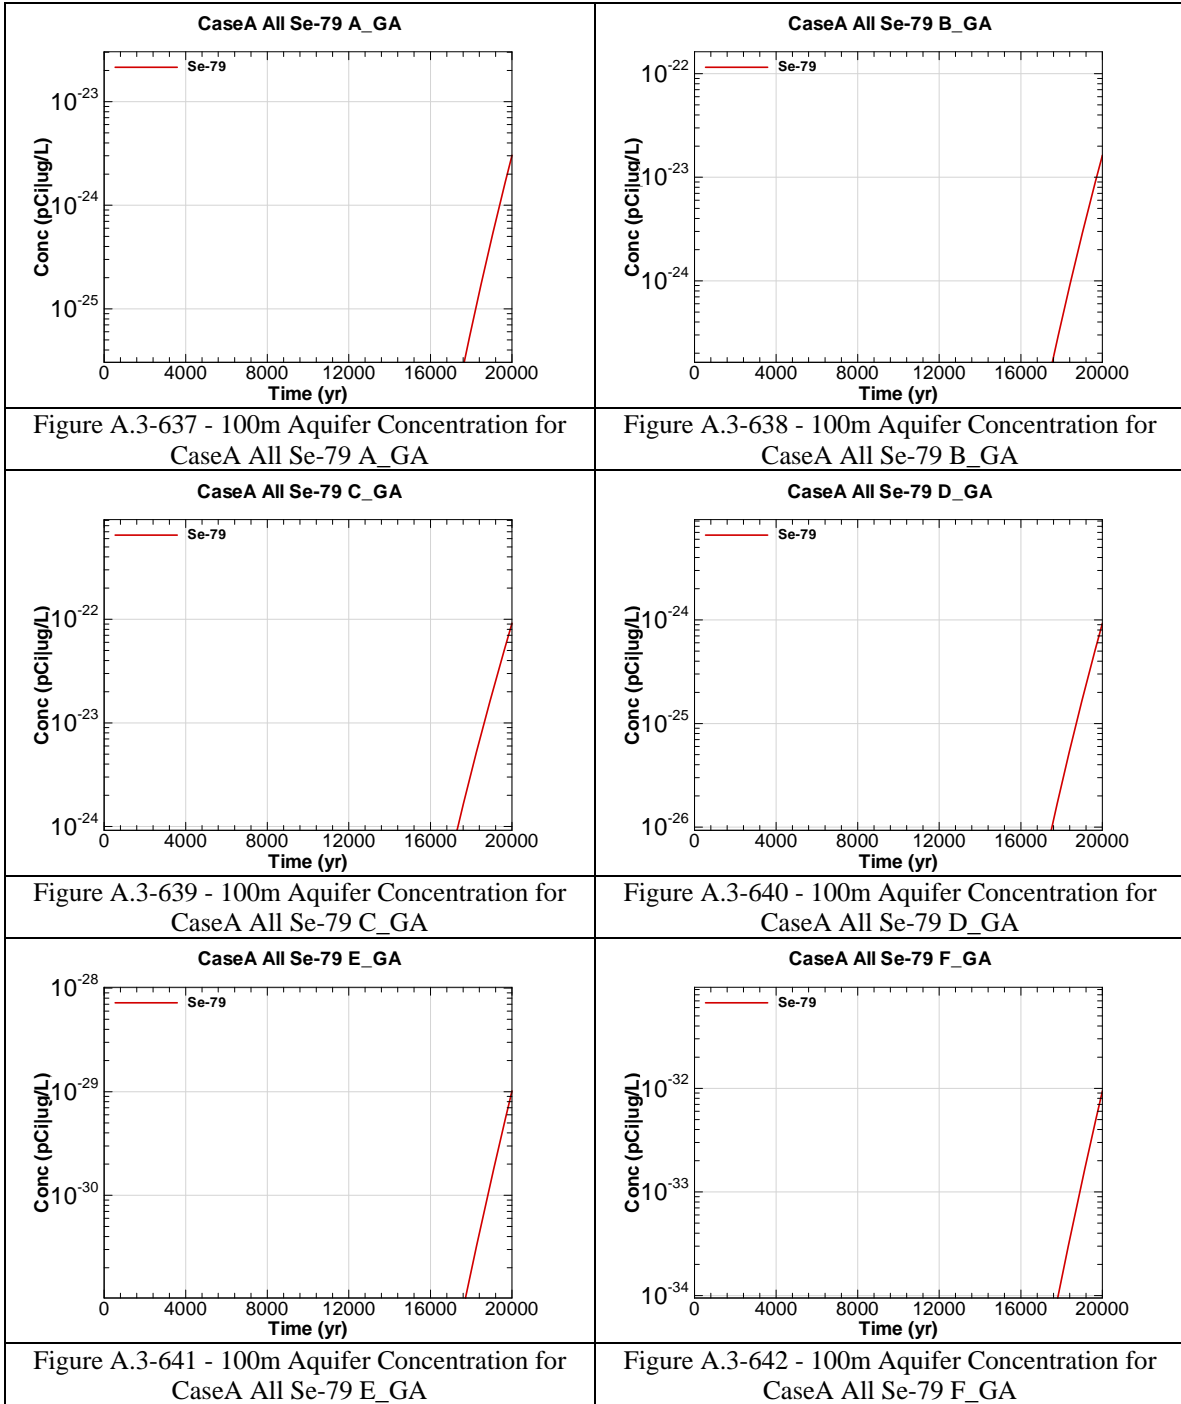 CaseA All Se-79 A_GA
Se-79
10-23
10-24
10-25
Conc (pCi|ug/L)
0 4000 8000 12000 16000 20000
Time (yr)
Figure A.3-637 - 100m Aquifer Concentration for
CaseA All Se-79 A_GA
CaseA All Se-79 B_GA
Se-79
10-22
10-23
10-24
Conc (pCi|ug/L)
0 4000 8000 12000 16000 20000
Time (yr)
Figure A.3-638 - 100m Aquifer Concentration for
CaseA All Se-79 B_GA
CaseA All Se-79 C_GA
Se-79
10-22
10-23
10-24
Conc (pCi|ug/L)
0 4000 8000 12000 16000 20000
Time (yr)
Figure A.3-639 - 100m Aquifer Concentration for
CaseA All Se-79 C_GA
CaseA All Se-79 D_GA
Se-79
10-24
10-25
10-26
Conc (pCi|ug/L)
0 4000 8000 12000 16000 20000
Time (yr)
Figure A.3-640 - 100m Aquifer Concentration for
CaseA All Se-79 D_GA
CaseA All Se-79 E_GA
Se-79
10-28
10-29
10-30
Conc (pCi|ug/L)
0 4000 8000 12000 16000 20000
Time (yr)
Figure A.3-641 - 100m Aquifer Concentration for
CaseA All Se-79 E_GA
CaseA All Se-79 F_GA
Se-79
10-32
10-33
10-34
Conc (pCi|ug/L)
0 4000 8000 12000 16000 20000
Time (yr)
Figure A.3-642 - 100m Aquifer Concentration for
CaseA All Se-79 F_GA